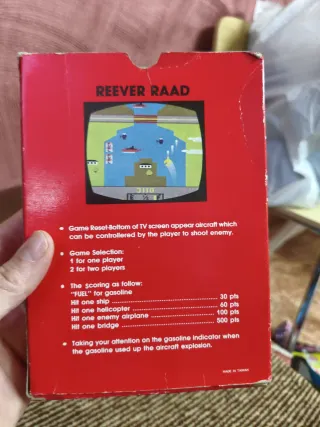 REEVER RAAD
3110
• Game Reset-Bottom of TV screen appear aircraft which
can be controllered by the player to shoot enemy.
• Game Selection:
1 for one player
2 for two players
• The Scoring as follow:
"FUEL" for gasoline
Hit one ship ........ 30 pts
Hit one helicopter ........ 60 pts
Hit one enemy airplane ........ 100 pts
Hit one bridge ........ 500 pts
• Taking your attention on the gasoline indicator when
the gasoline used up the aircraft explosion.
MADE IN TAIWAN